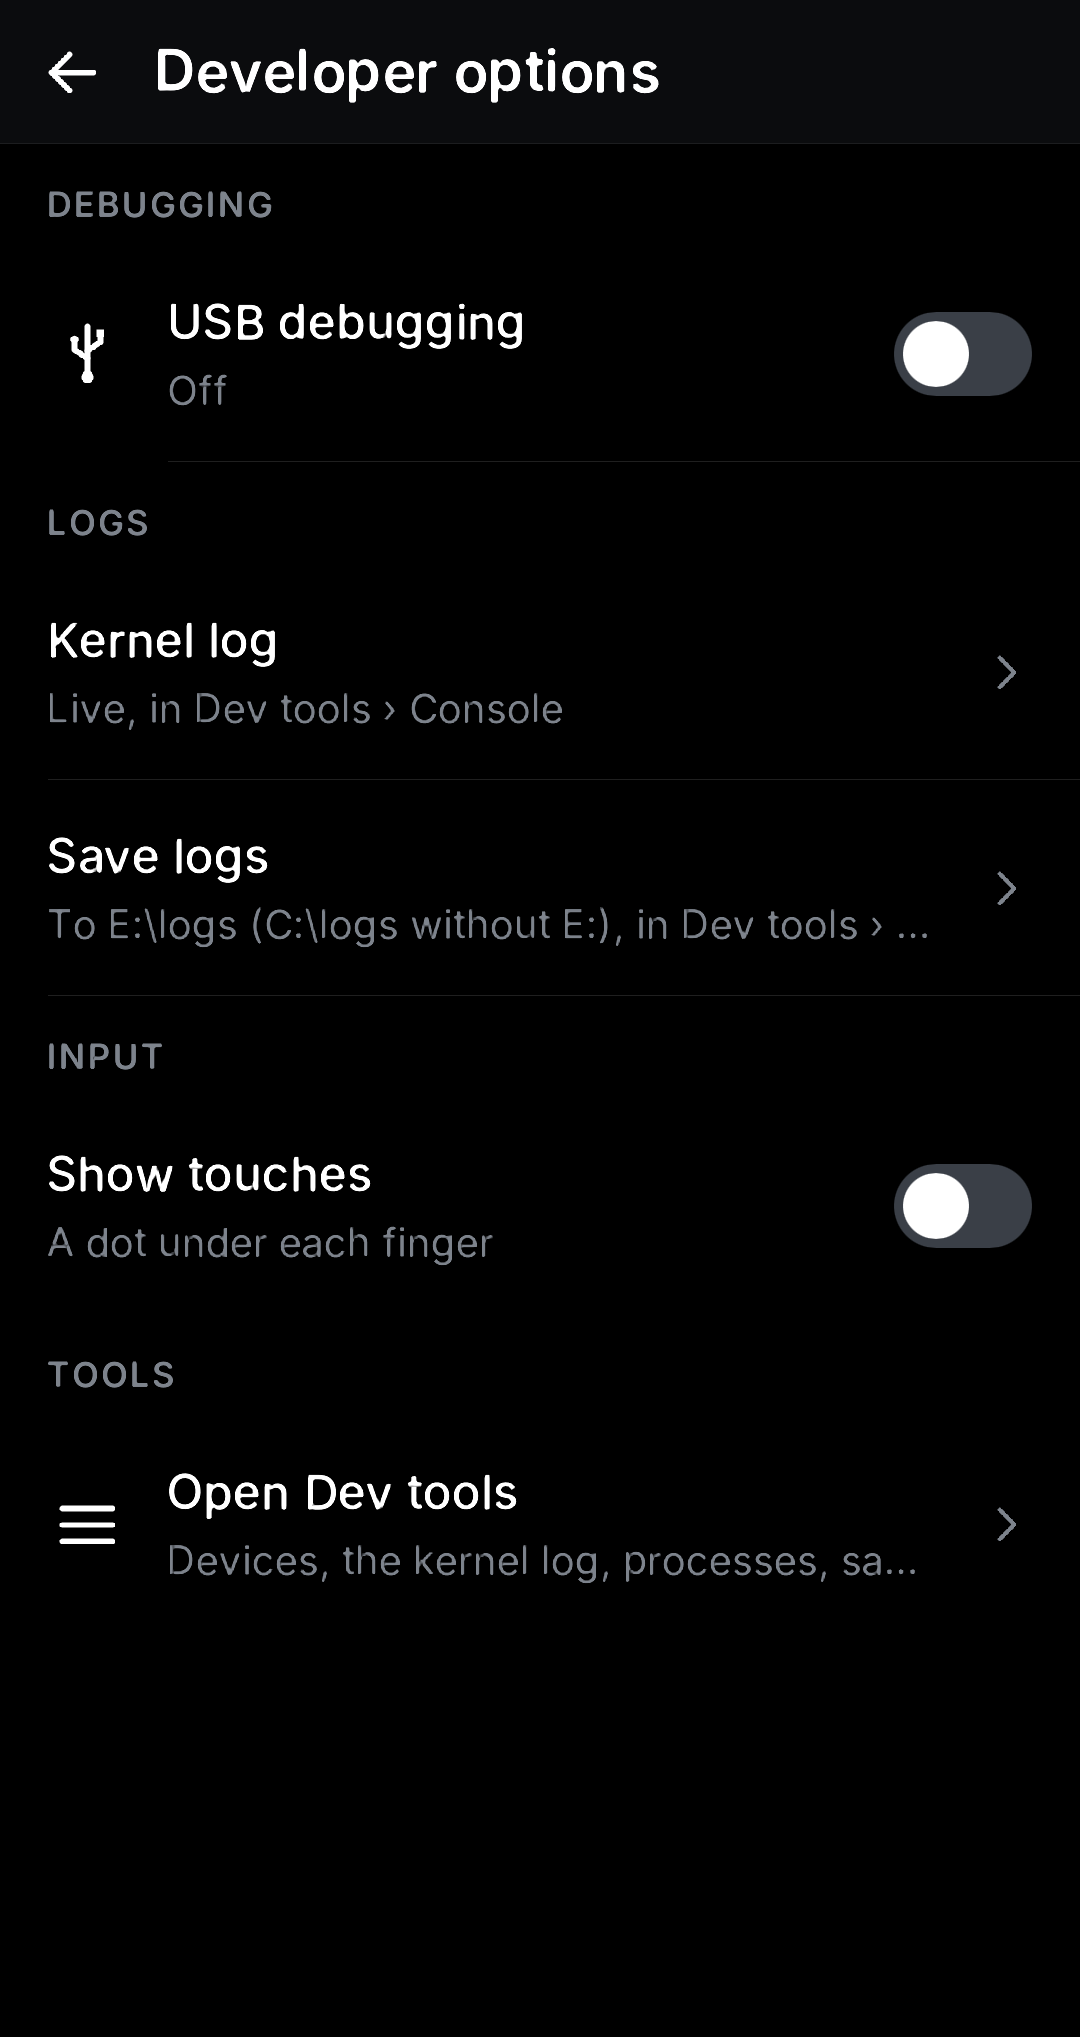 Developer options
DEBUGGING
USB debugging
Off
LOGS
Kernel log
Live, in Dev tools › Console
Save logs
To E:\logs (C:\logs without E:), in Dev tools › ...
INPUT
Show touches
A dot under each finger
TOOLS
Open Dev tools
Devices, the kernel log, processes, sa...